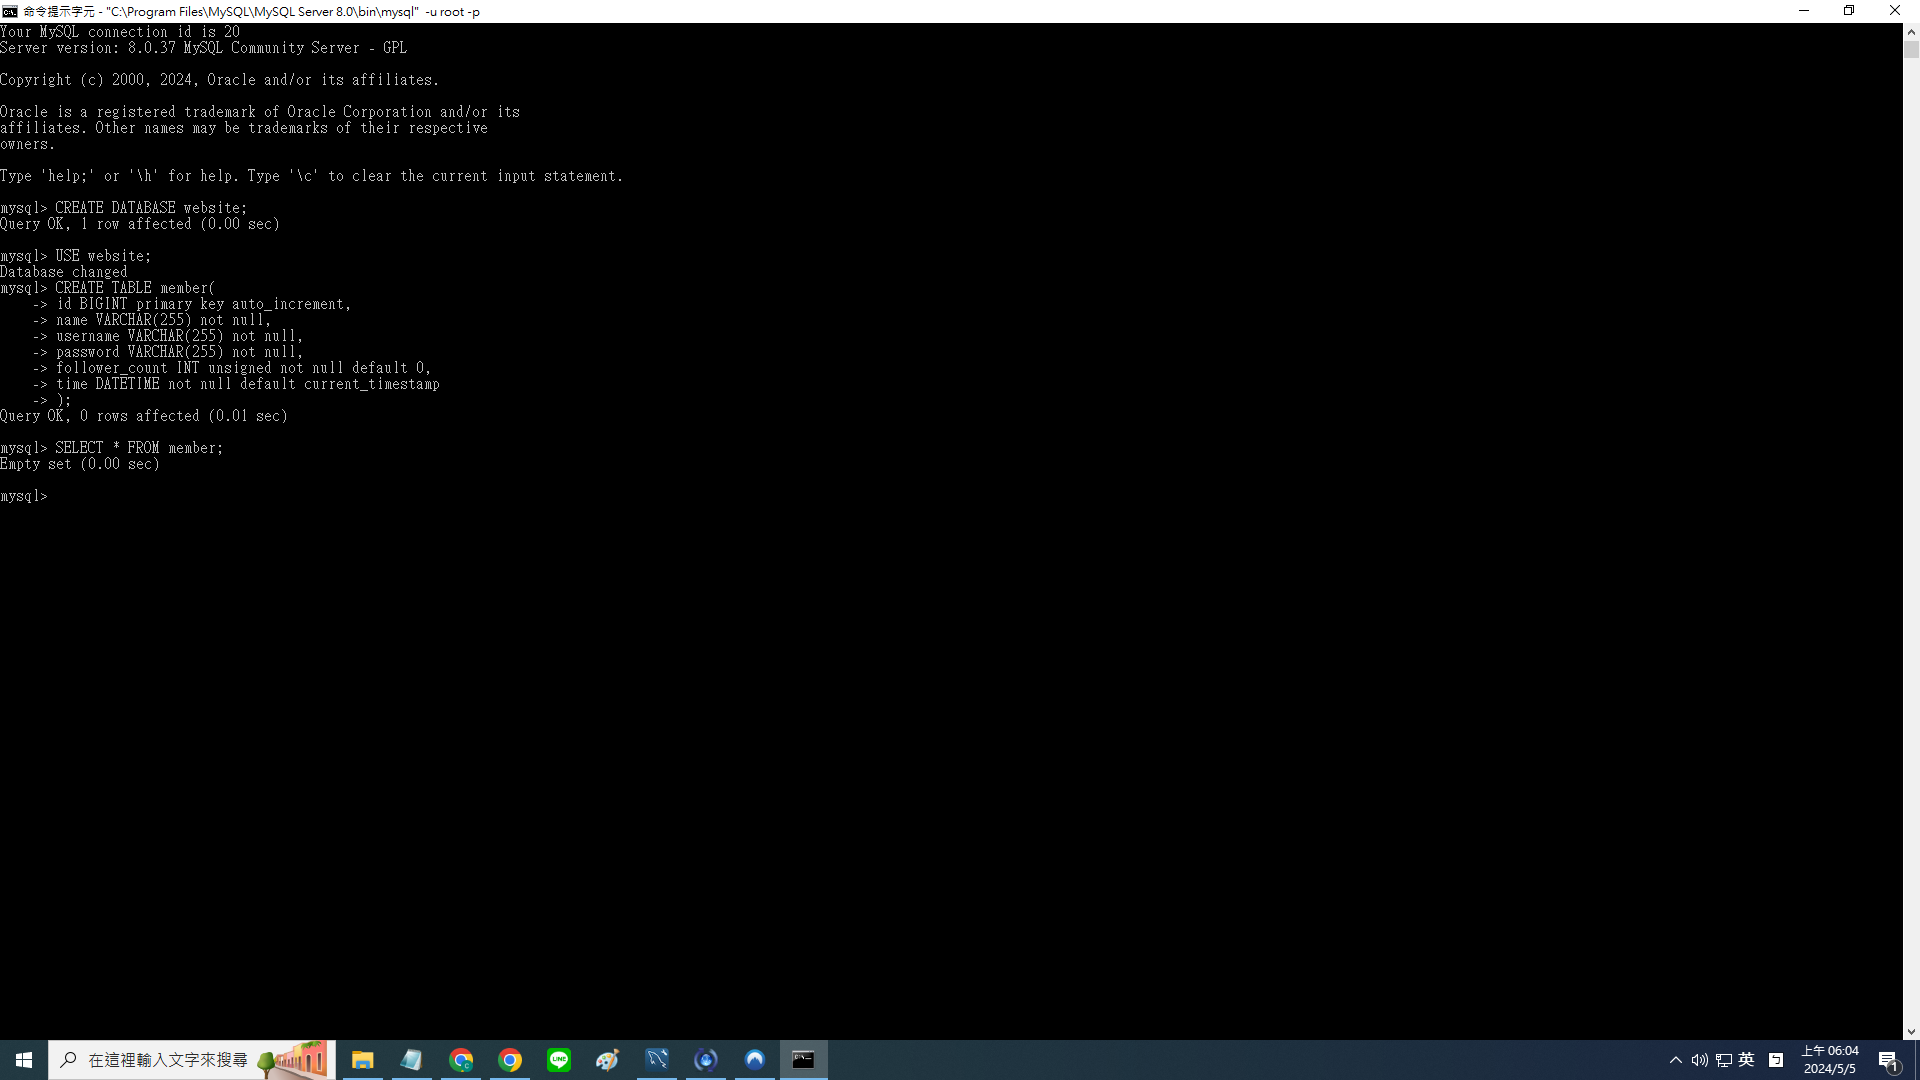 命令提示字元 - "C:\Program Files\MySQL\MySQL Server 8.0\bin\mysql" -u root -p
Your MySQL connection id is 20
Server version: 8.0.37 MySQL Community Server - GPL
Copyright (c) 2000, 2024, Oracle and/or its affiliates.
Oracle is a registered trademark of Oracle Corporation and/or its
affiliates. Other names may be trademarks of their respective
owners.
Type 'help;' or '\h' for help. Type '\c' to clear the current input statement.
mysql> CREATE DATABASE website;
Query OK, 1 row affected (0.00 sec)
mysql> USE website;
Database changed
mysql> CREATE TABLE member(
    -> id BIGINT primary key auto_increment,
    -> name VARCHAR(255) not null,
    -> username VARCHAR(255) not null,
    -> password VARCHAR(255) not null,
    -> follower_count INT unsigned not null default 0,
    -> time DATETIME not null default current_timestamp
    -> );
Query OK, 0 rows affected (0.01 sec)
mysql> SELECT * FROM member;
Empty set (0.00 sec)
mysql>
在這裡輸入文字來搜尋
LINE
英
上午 06:04
2024/5/5
1